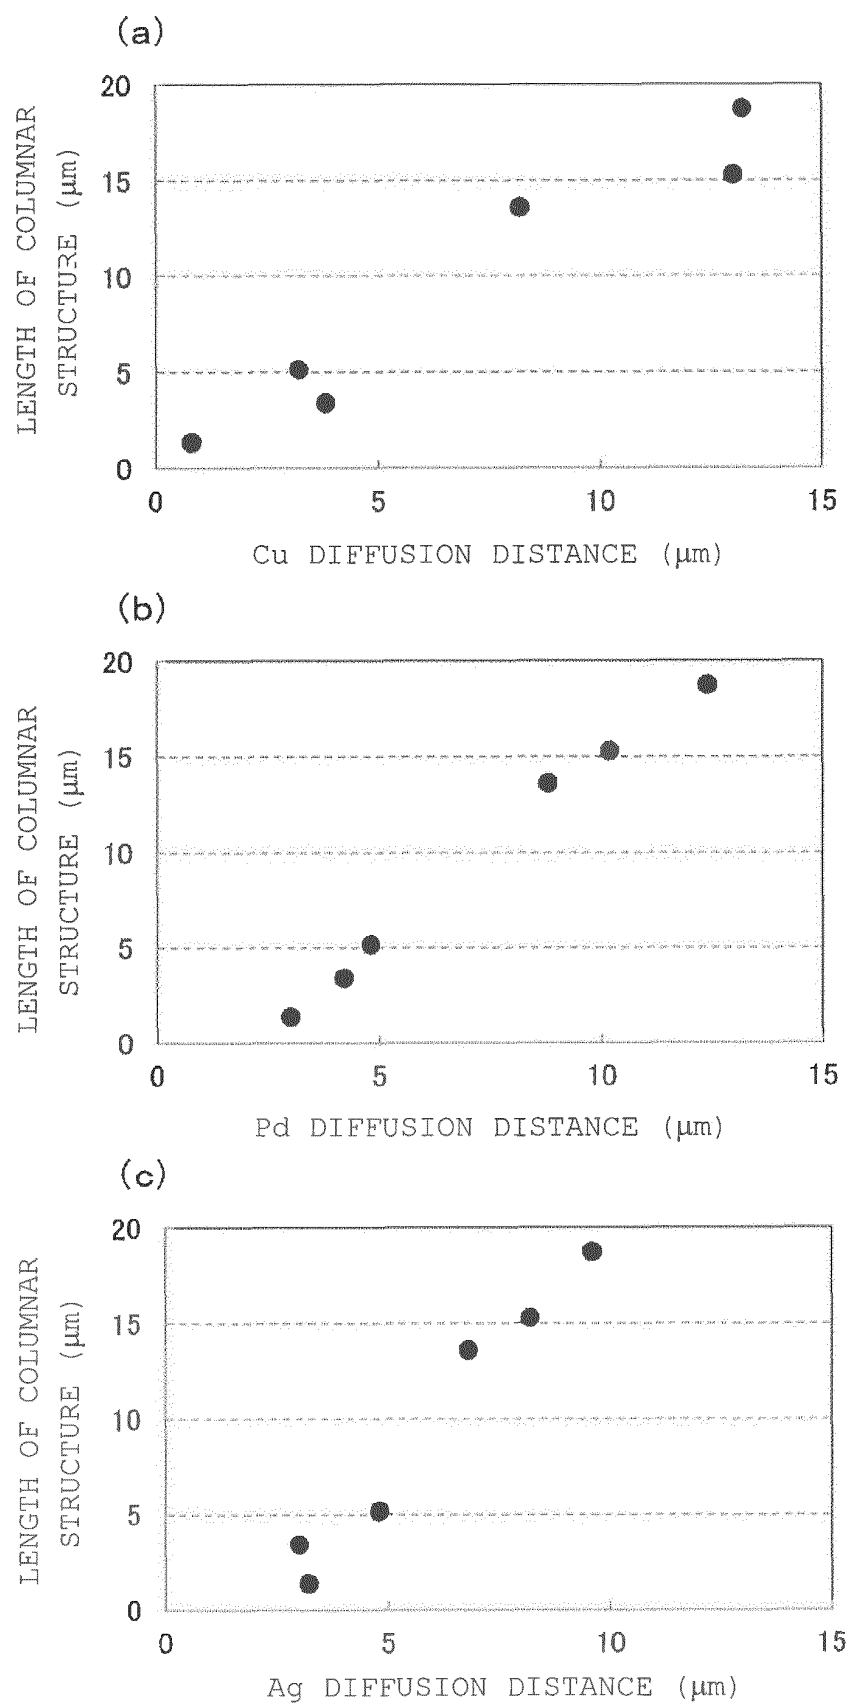 (a)
LENGTH OF COLUMNAR
STRUCTURE (μm)
20
15
10
5
0
0 5 10 15
Cu DIFFUSION DISTANCE (μm)
(b)
LENGTH OF COLUMNAR
STRUCTURE (μm)
20
15
10
5
0
0 5 10 15
Pd DIFFUSION DISTANCE (μm)
(c)
LENGTH OF COLUMNAR
STRUCTURE (μm)
20
15
10
5
0
0 5 10 15
Ag DIFFUSION DISTANCE (μm)